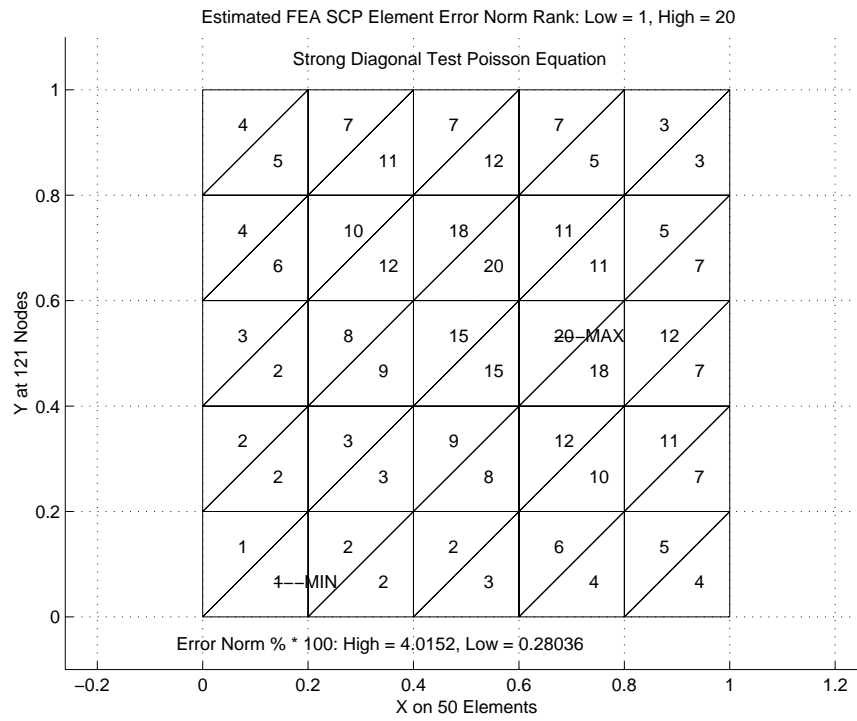 Estimated FEA SCP Element Error Norm Rank: Low = 1, High = 20
Strong Diagonal Test Poisson Equation
1
4 7 7 7 3
5 11 12 5 3
0.8
4 10 18 11 5
6 12 20 11 7
0.6
3 8 15 20−MAX 12
2 9 15 18 7
0.4
2 3 9 12 11
2 3 8 10 7
0.2
1 2 2 6 5
1−−MIN 2 3 4 4
0
Y at 121 Nodes
Error Norm % * 100: High = 4.0152, Low = 0.28036
−0.2 0 0.2 0.4 0.6 0.8 1 1.2
X on 50 Elements